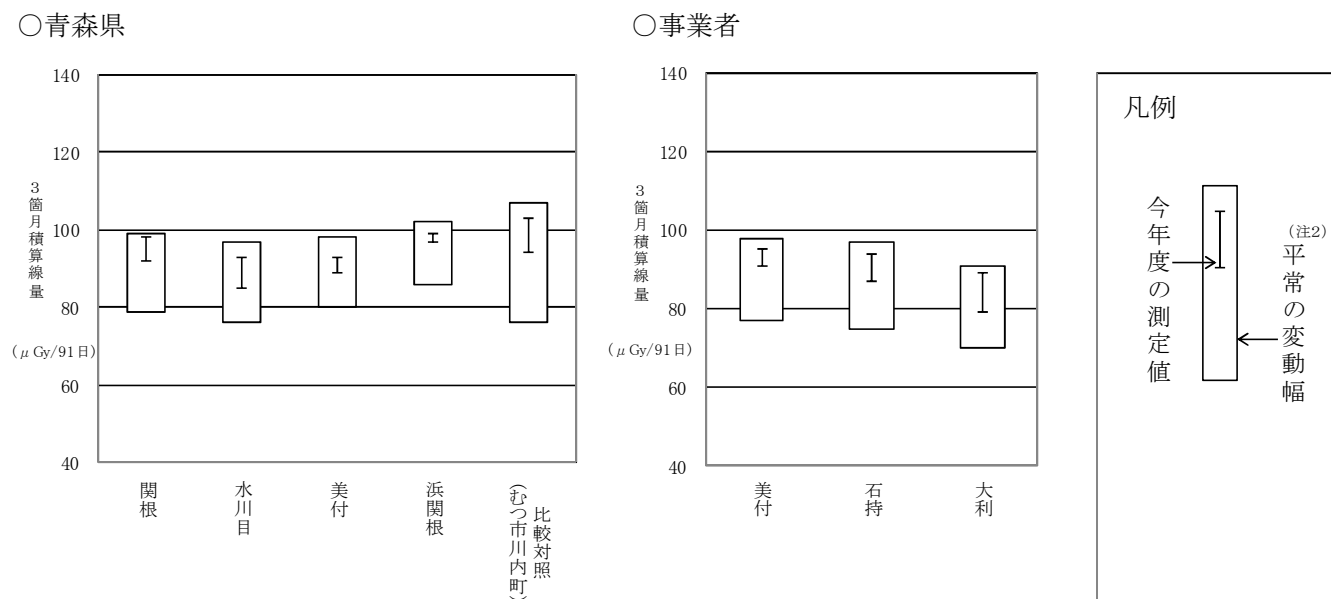 ○青森県
140
120
100
80
60
40
3箇月積算線量
(μGy/91日)
関根
水川目
美付
浜関根
比較対照
(むつ市川内町)
○事業者
140
120
100
80
60
40
3箇月積算線量
(μGy/91日)
美付
石持
大利
凡例
今年度の測定値
(注2)
平常の変動幅